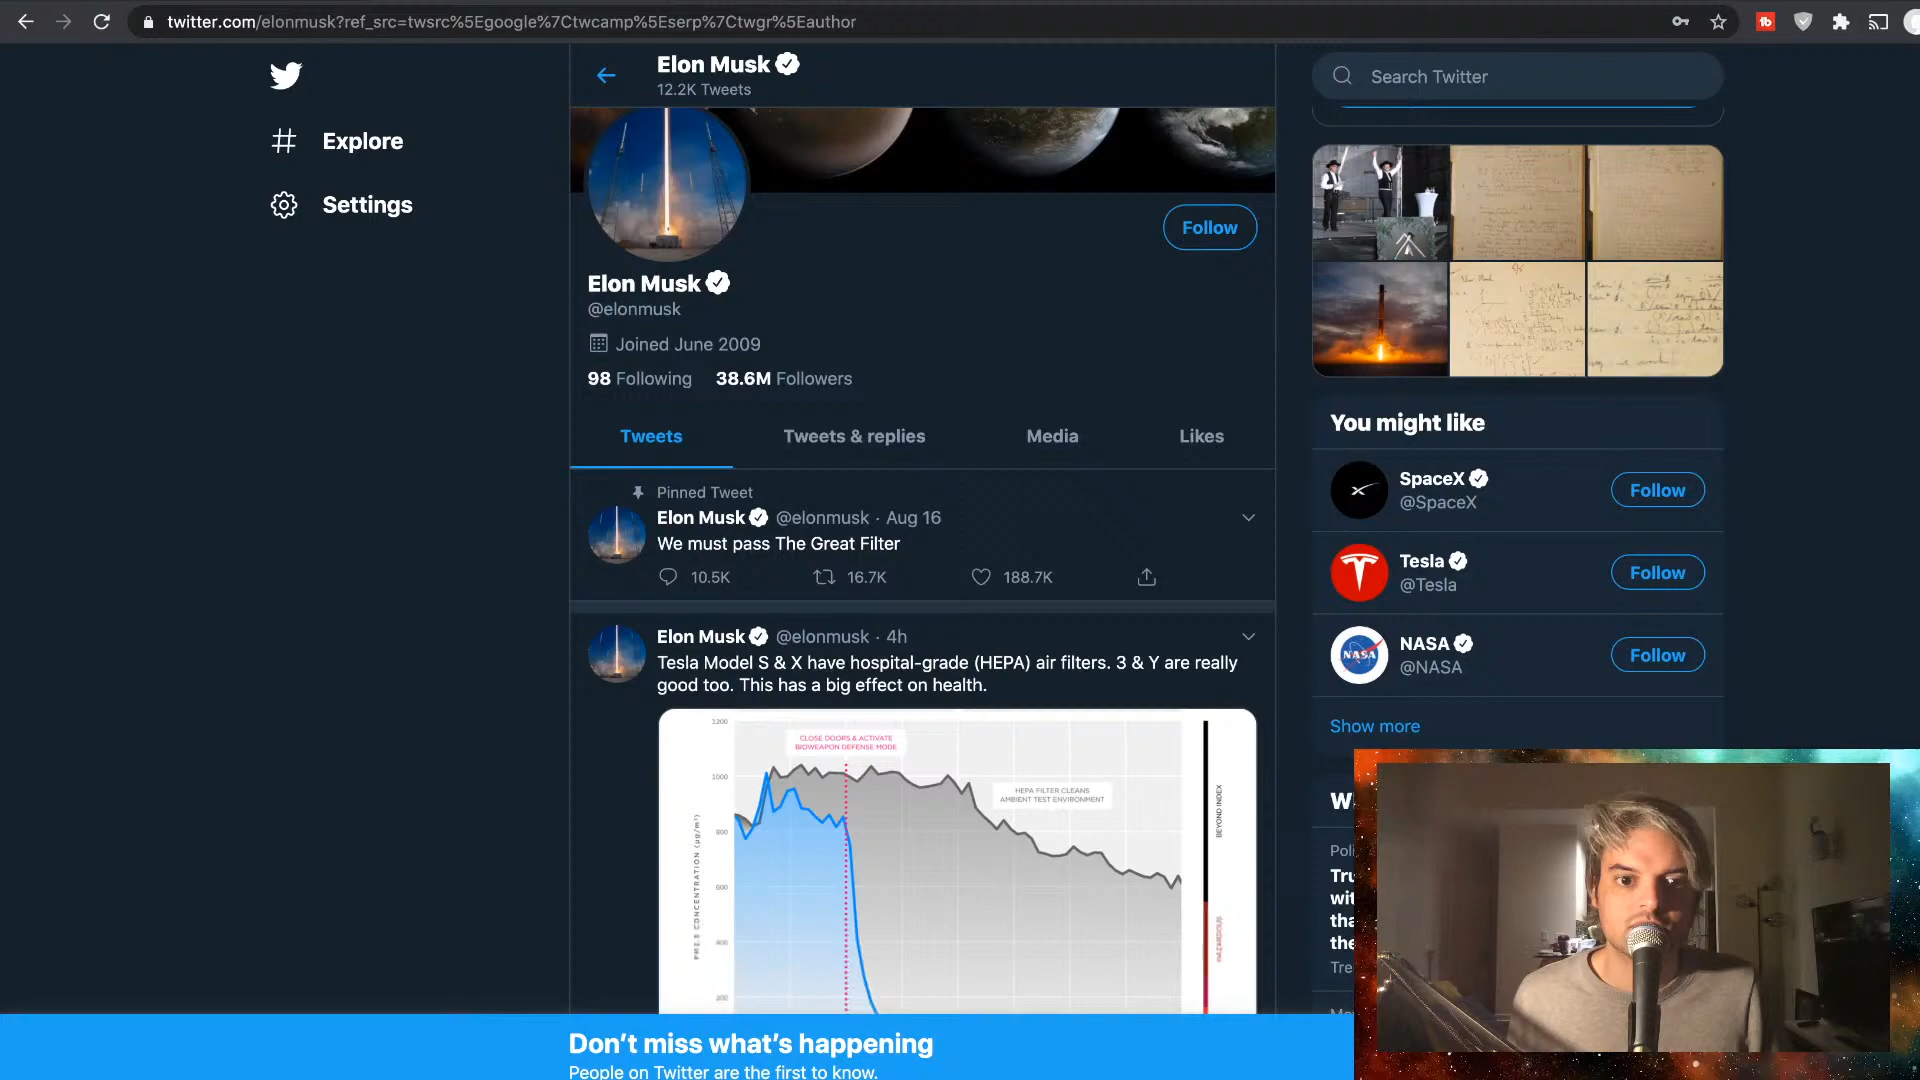 twitter.com/elonmusk?ref_src=twsrc%5Egoogle%7Ctwcamp%5Eserp%7Ctwgr%5Eauthor
Elon Musk
12.2K Tweets
Search Twitter
Explore
Settings
Follow
Elon Musk
@elonmusk
Joined June 2009
98 Following 38.6M Followers
Tweets Tweets & replies Media Likes
Pinned Tweet
Elon Musk @elonmusk · Aug 16
We must pass The Great Filter
10.5K 16.7K 188.7K
Elon Musk @elonmusk · 4h
Tesla Model S & X have hospital-grade (HEPA) air filters. 3 & Y are really
good too. This has a big effect on health.
1200
CLOSE DOORS & ACTIVATE
BIOWEAPON DEFENSE MODE
1000
HEPA FILTER CLEANS
AMBIENT TEST ENVIRONMENT
BEYOND INDEX
800
600
400
200
You might like
SpaceX
@SpaceX
Follow
Tesla
@Tesla
Follow
NASA
NASA
@NASA
Follow
Show more
Don’t miss what’s happening
People on Twitter are the first to know.